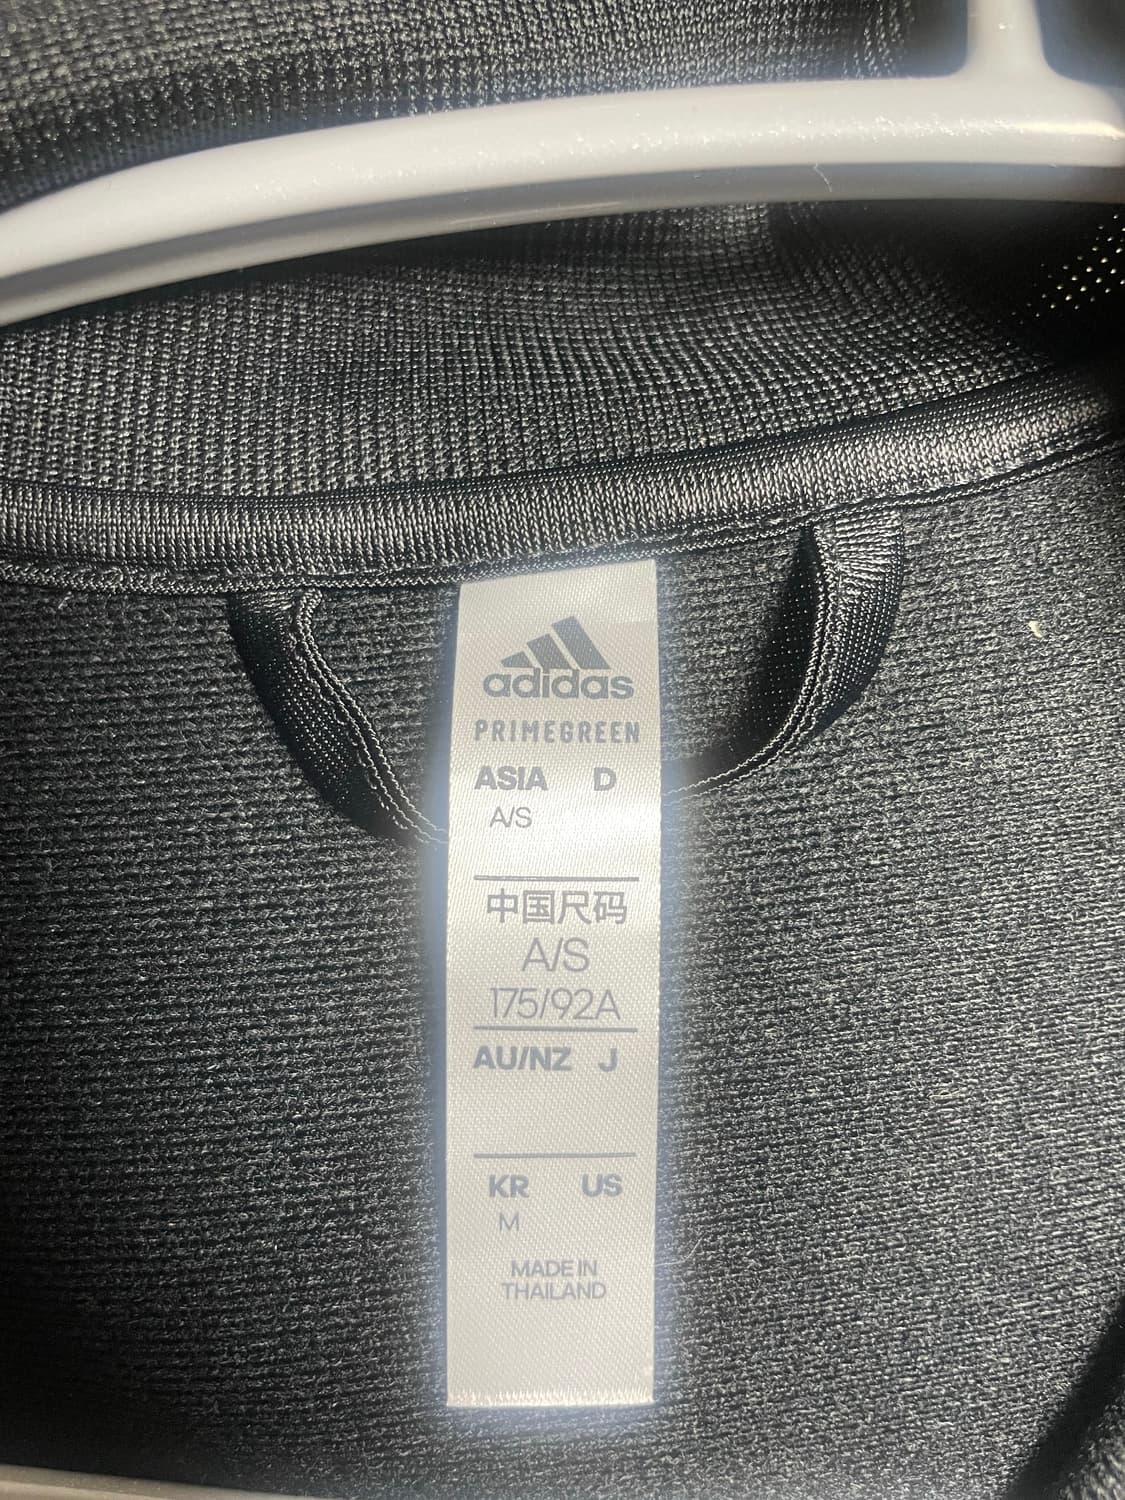 adidas
PRIMEGREEN
ASIA D
A/S
中国尺码
A/S
175/92A
AU/NZ J
KR US
M
MADE IN
THAILAND